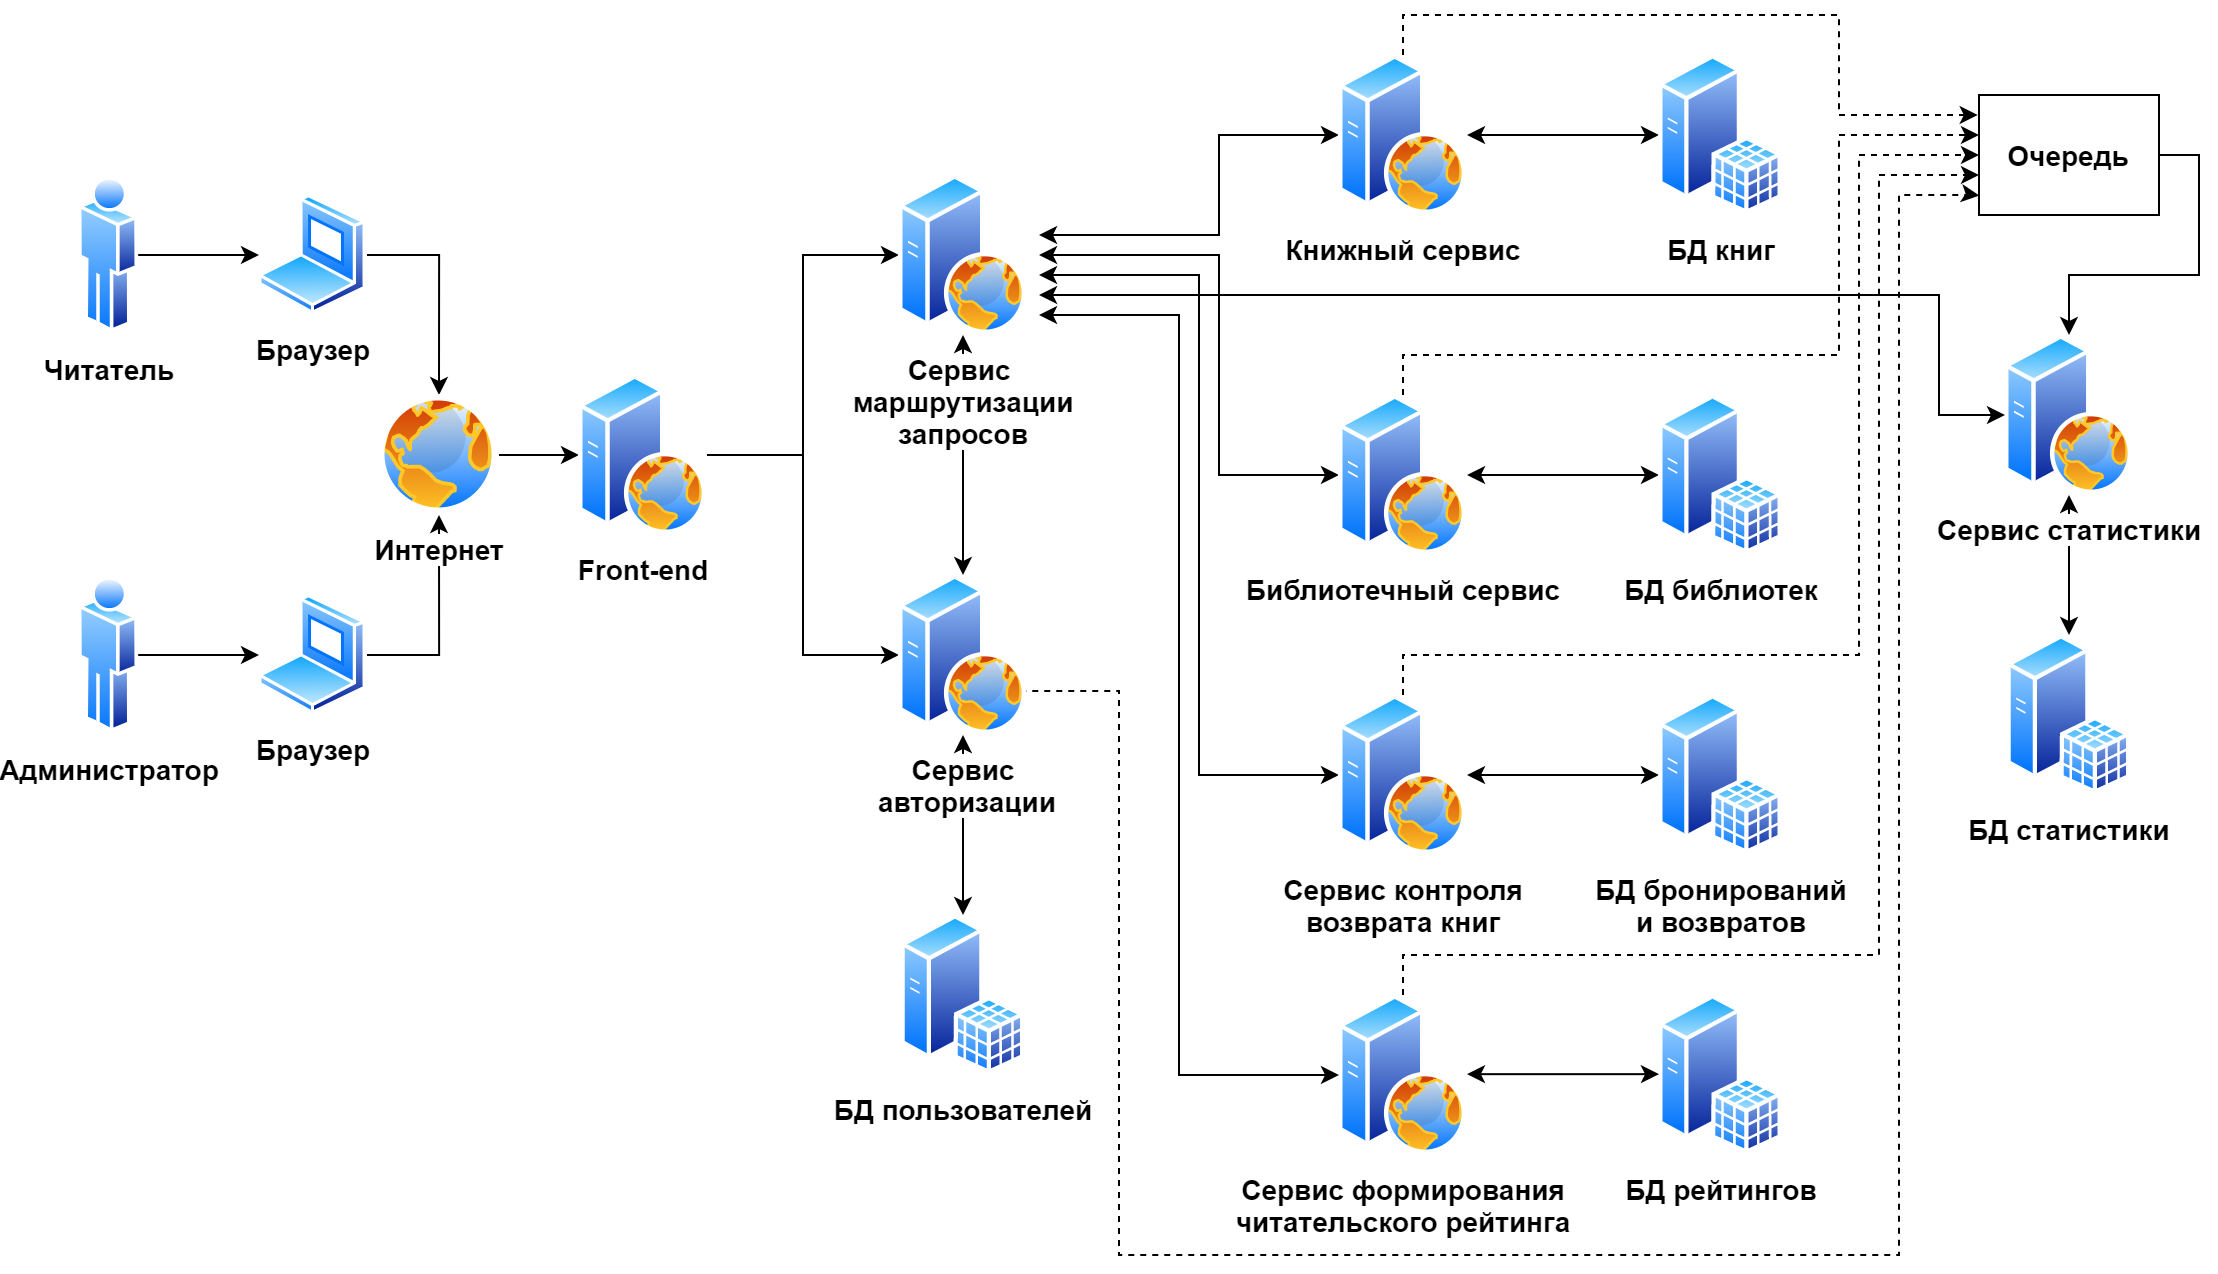 Читатель
Браузер
Администратор
Браузер
Интернет
Front-end
Сервис
маршрутизации
запросов
Сервис
авторизации
БД пользователей
Книжный сервис
БД книг
Библиотечный сервис
БД библиотек
Сервис контроля
возврата книг
БД бронирований
и возвратов
Сервис формирования
читательского рейтинга
БД рейтингов
Очередь
Сервис статистики
БД статистики